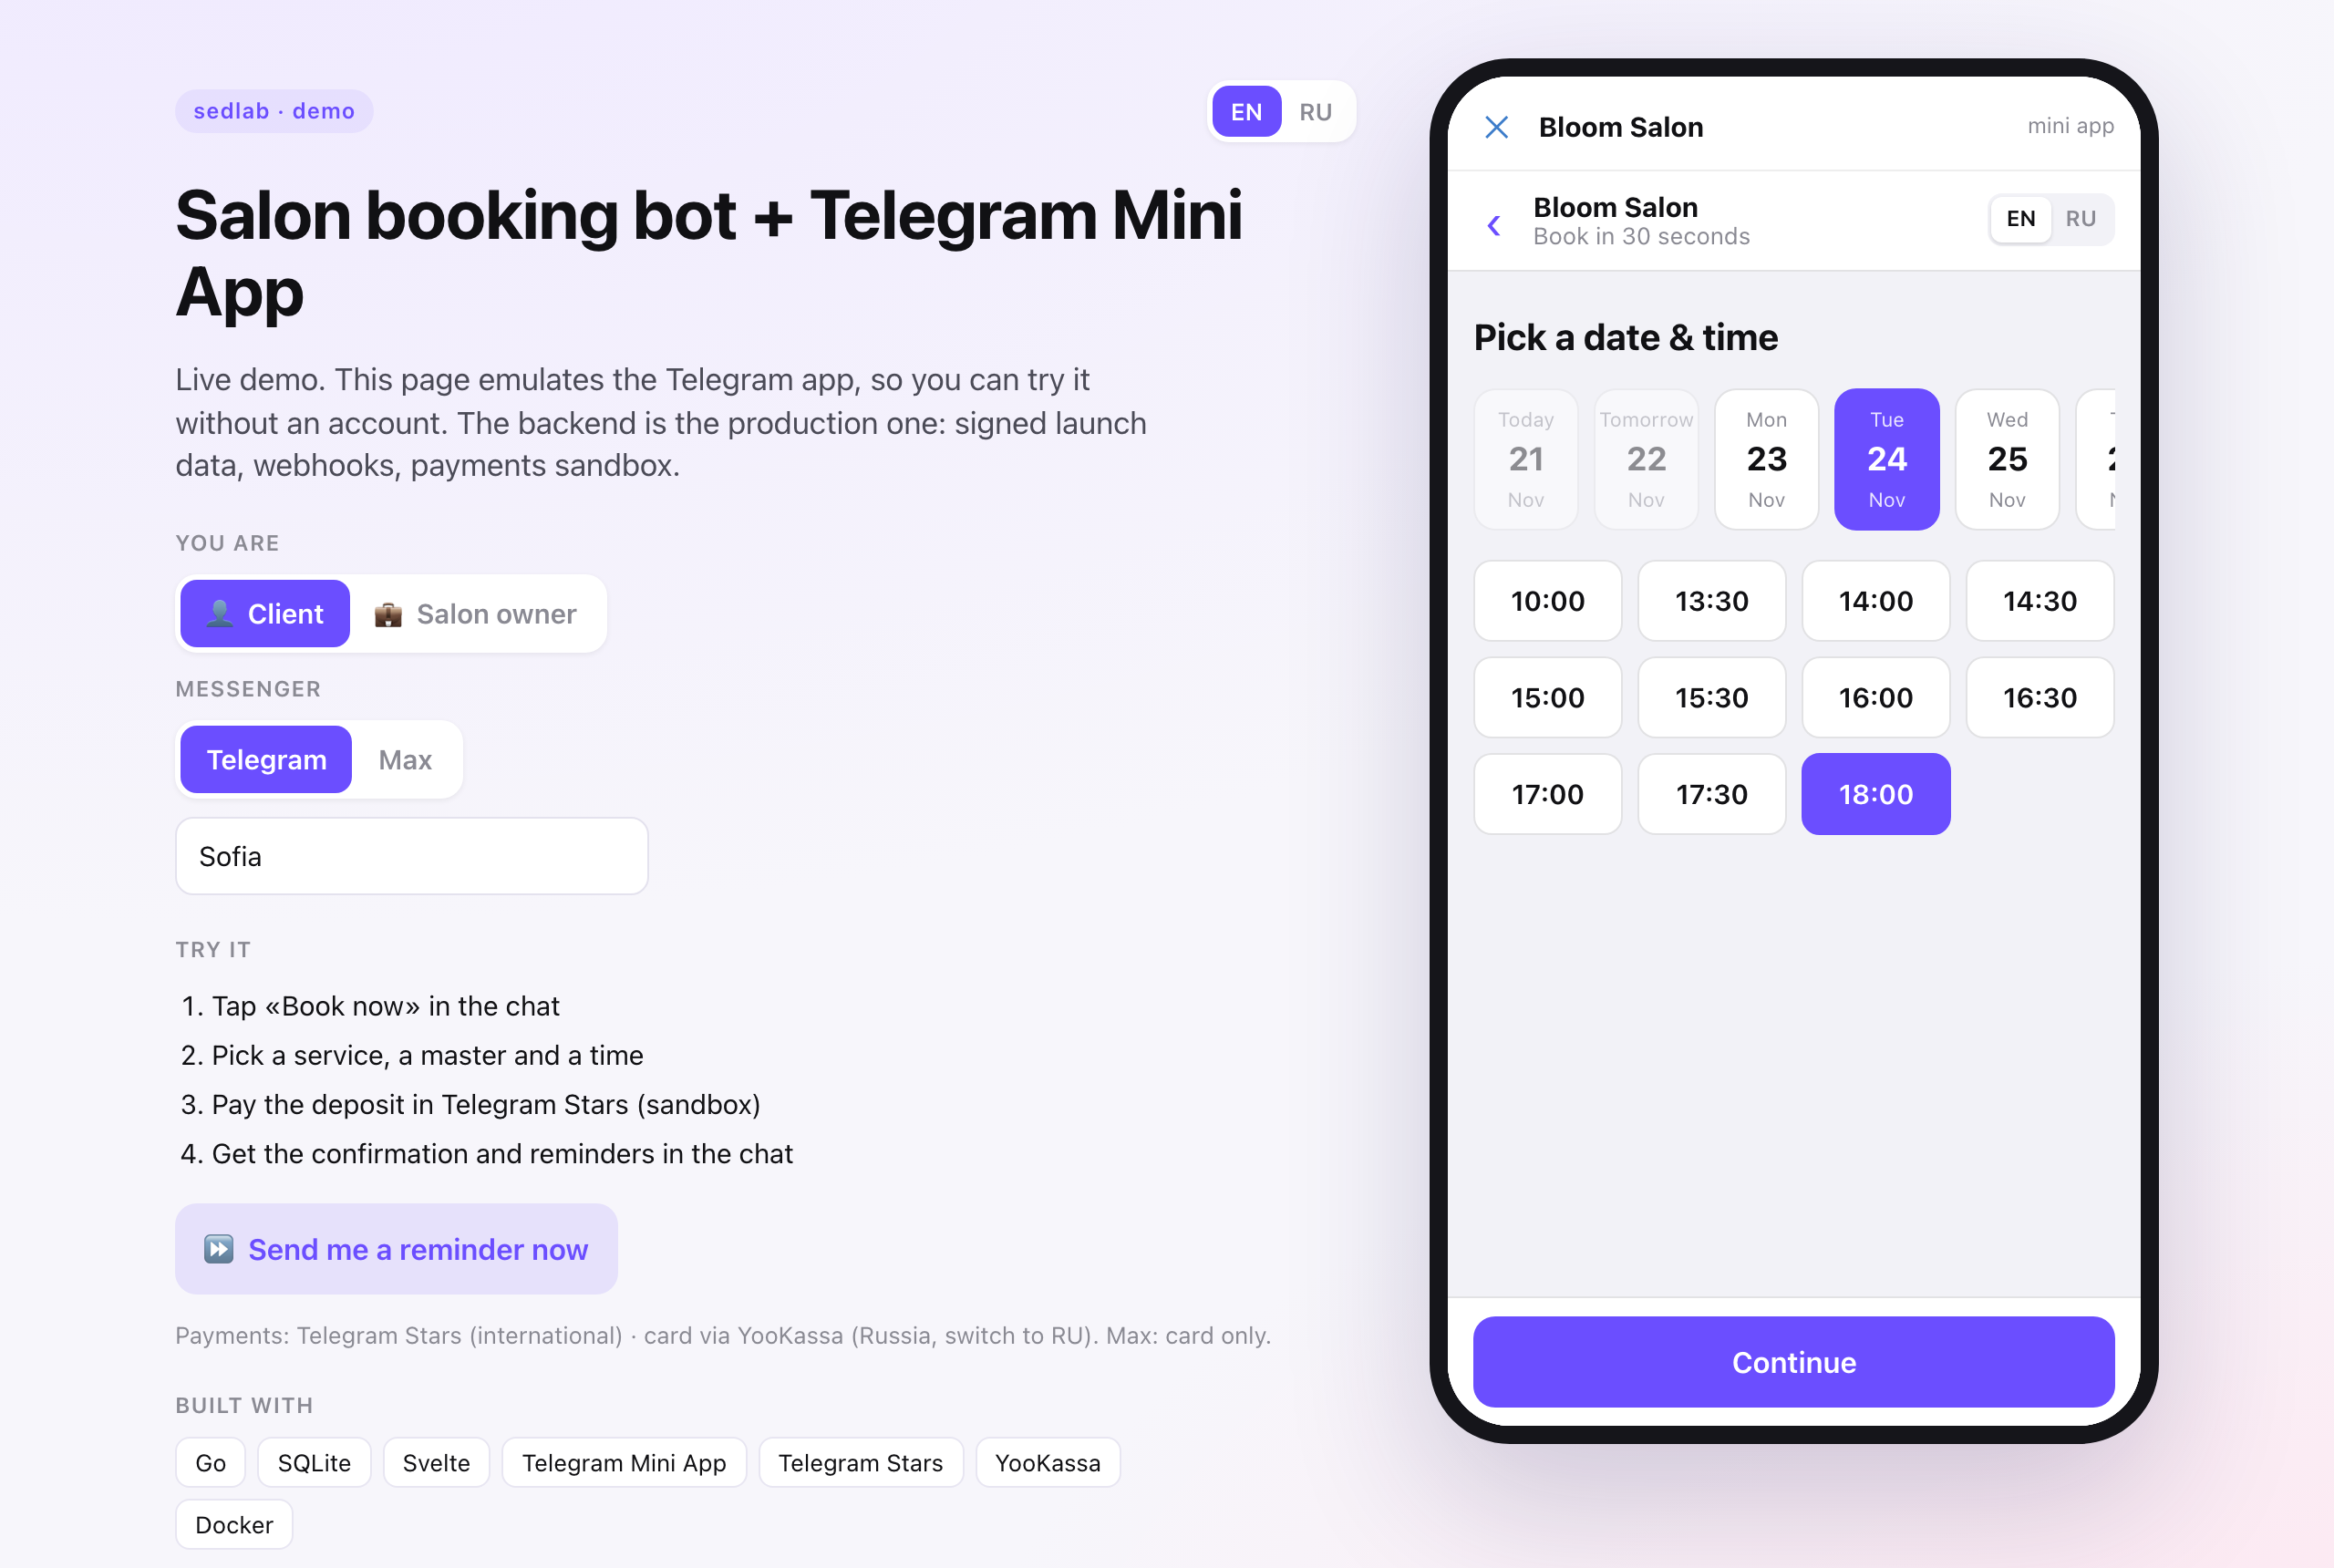 sedlab · demo
EN RU
Salon booking bot + Telegram Mini
App
Live demo. This page emulates the Telegram app, so you can try it
without an account. The backend is the production one: signed launch
data, webhooks, payments sandbox.
YOU ARE
Client Salon owner
MESSENGER
Telegram Max
Sofia
TRY IT
1. Tap «Book now» in the chat
2. Pick a service, a master and a time
3. Pay the deposit in Telegram Stars (sandbox)
4. Get the confirmation and reminders in the chat
Send me a reminder now
Payments: Telegram Stars (international) · card via YooKassa (Russia, switch to RU). Max: card only.
BUILT WITH
Go SQLite Svelte Telegram Mini App Telegram Stars YooKassa
Docker
Bloom Salon mini app
Bloom Salon
Book in 30 seconds
EN RU
Pick a date & time
Today Tomorrow Mon Tue Wed
21 22 23 24 25
Nov Nov Nov Nov Nov
10:00 13:30 14:00 14:30
15:00 15:30 16:00 16:30
17:00 17:30 18:00
Continue